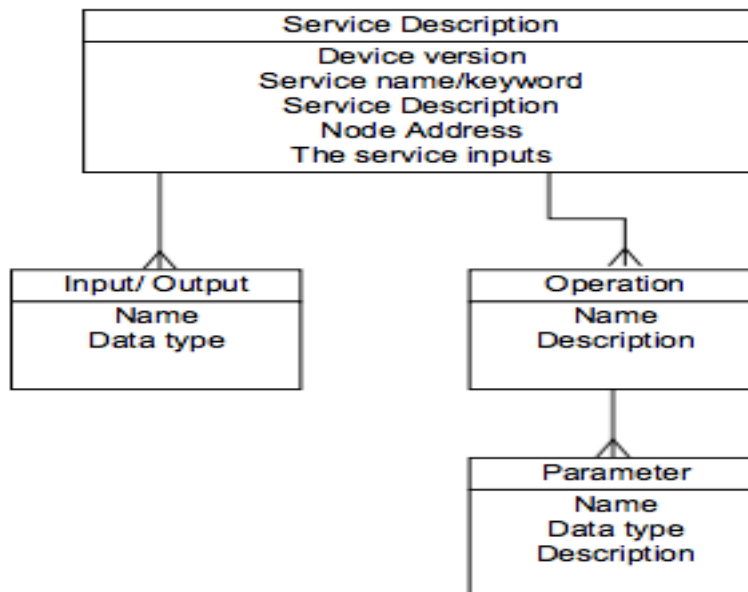 Service Description
Device version
Service name/keyword
Service Description
Node Address
The service inputs
Input/ Output
Name
Data type
Operation
Name
Description
Parameter
Name
Data type
Description